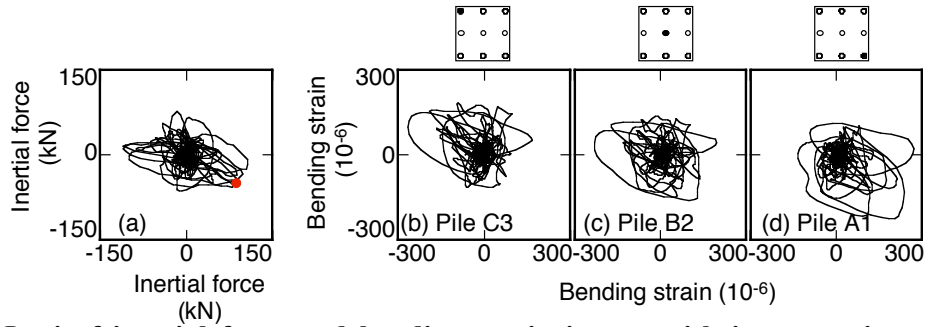 150
0
-150
Inertial force
(kN)
(a)
-150 0 150
Inertial force
(kN)
300
0
-300
Bending strain
(10-6)
(b) Pile C3
(c) Pile B2
(d) Pile A1
-300 0 300
-300 0 300
-300 0 300
Bending strain (10-6)